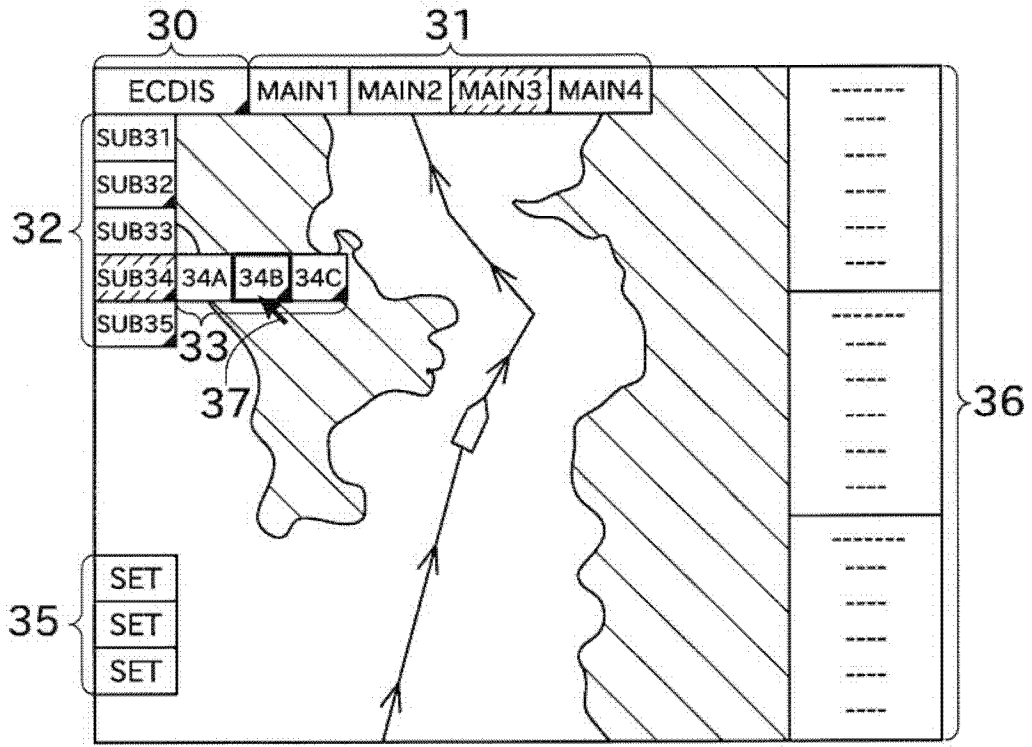 30 31
ECDIS MAIN1 MAIN2 MAIN3 MAIN4
SUB31
SUB32
32 SUB33
SUB34 34A 34B 34C
SUB35 33
37
36
SET
35 SET
SET